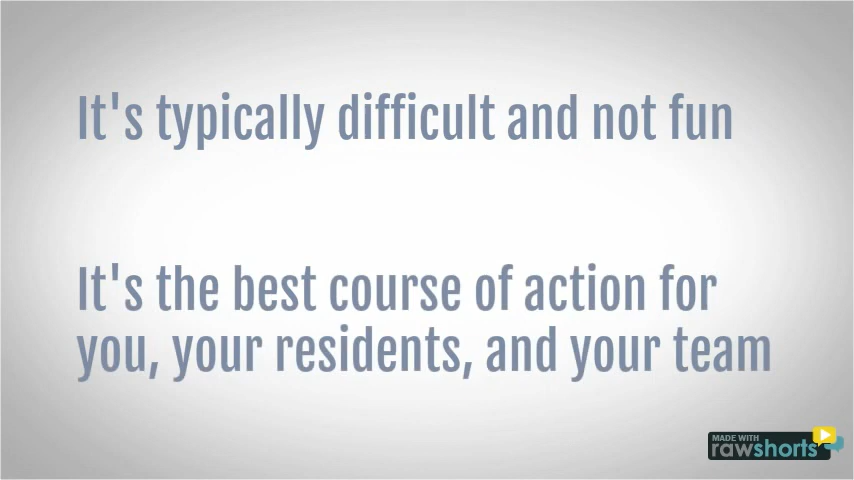 It's typically difficult and not fun
It's the best course of action for
you, your residents, and your team
MADE WITH
rawshorts